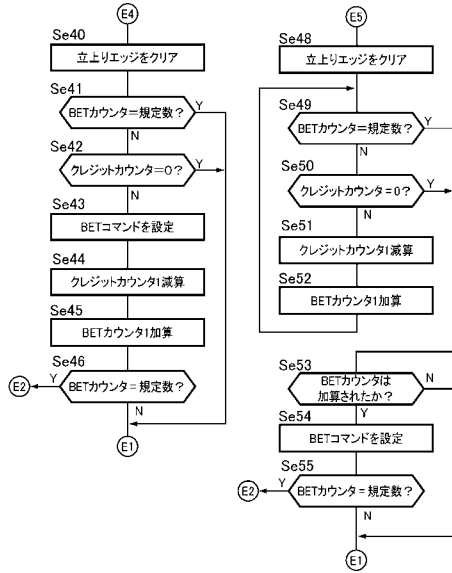 E4
Se40
立上りエッジをクリア
Se41
BETカウンタ=規定数?
Y
N
Se42
クレジットカウンタ=0?
Y
N
Se43
BETコマンドを設定
Se44
クレジットカウンタ1減算
Se45
BETカウンタ1加算
Se46
BETカウンタ=規定数?
Y
E2
N
E1
E5
Se48
立上りエッジをクリア
Se49
BETカウンタ=規定数?
Y
N
Se50
クレジットカウンタ=0?
Y
N
Se51
クレジットカウンタ1減算
Se52
BETカウンタ1加算
Se53
BETカウンタは
加算されたか?
N
Y
Se54
BETコマンドを設定
Se55
BETカウンタ=規定数?
Y
E2
N
E1